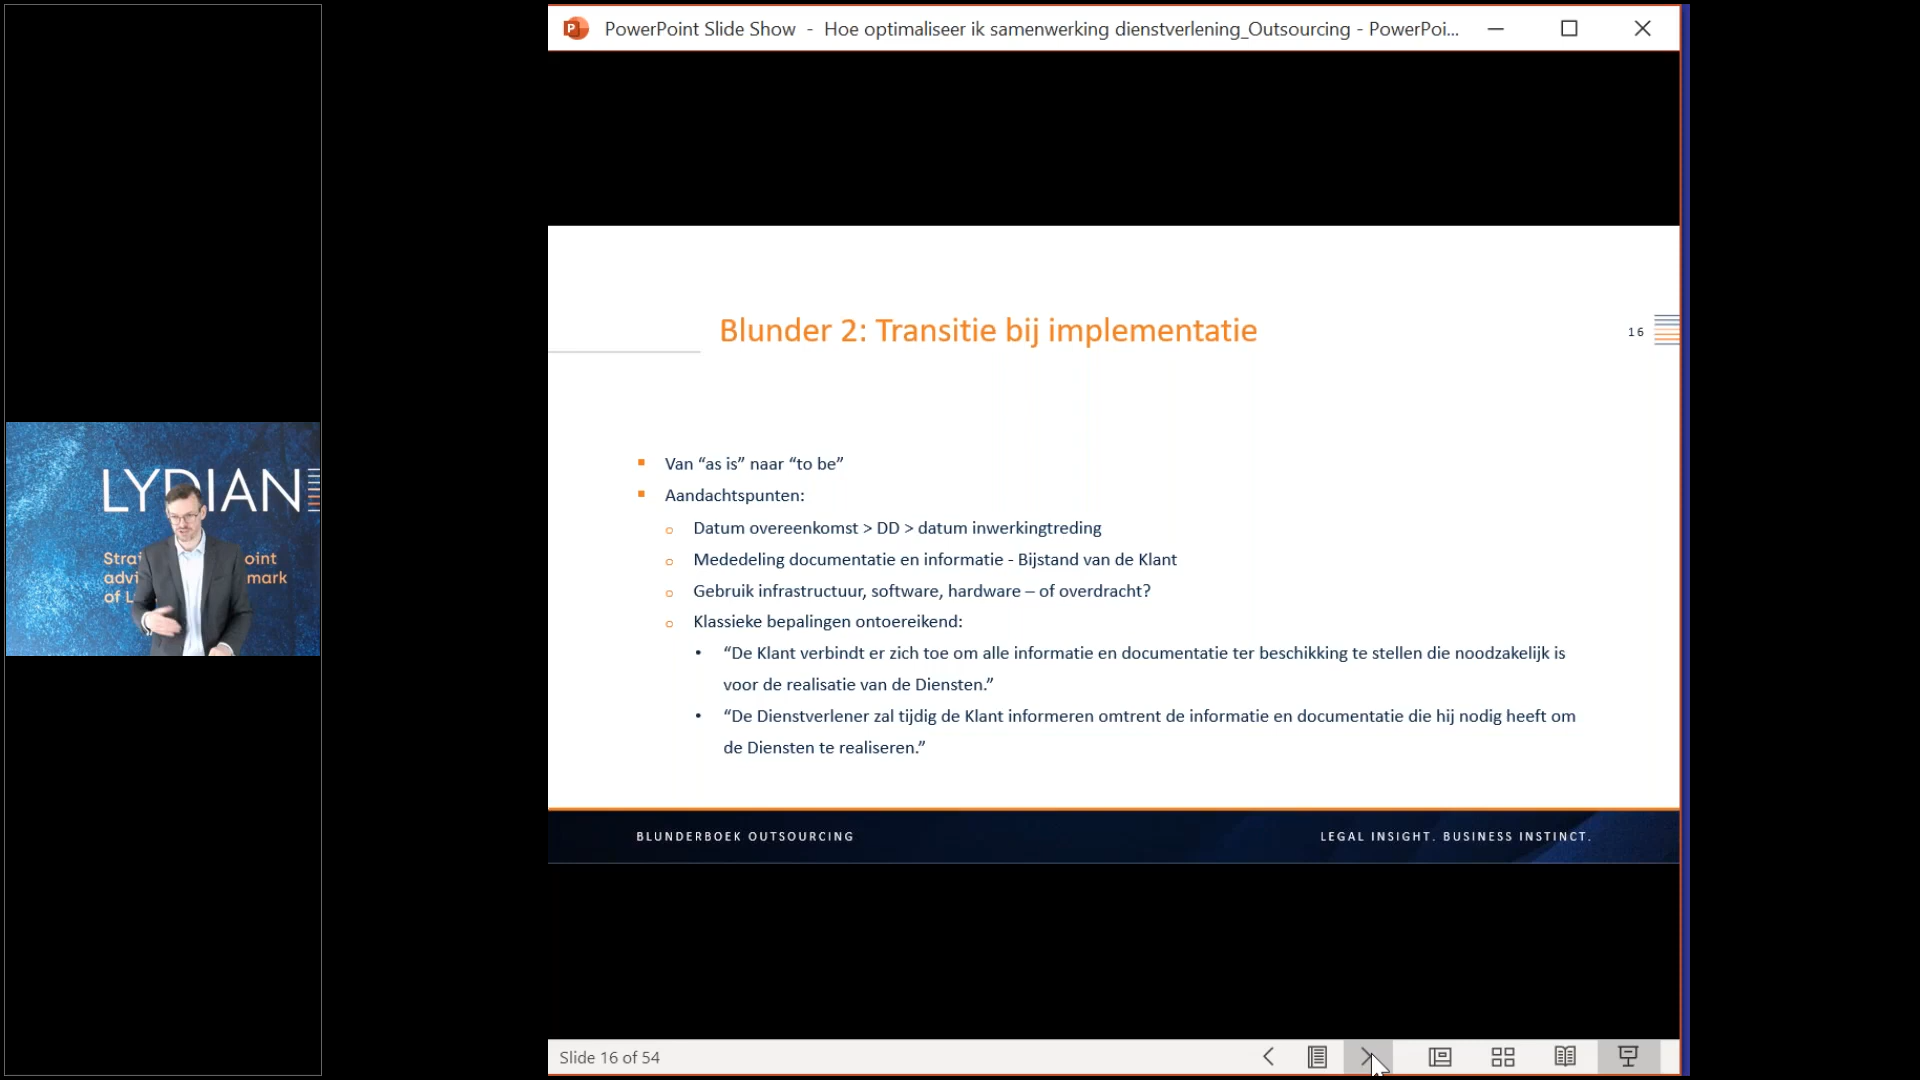 PowerPoint Slide Show - Hoe optimaliseer ik samenwerking dienstverlening_Outsourcing - PowerPoi...
Blunder 2: Transitie bij implementatie
16
Van “as is” naar “to be”
Aandachtspunten:
Datum overeenkomst > DD > datum inwerkingtreding
Mededeling documentatie en informatie - Bijstand van de Klant
Gebruik infrastructuur, software, hardware – of overdracht?
Klassieke bepalingen ontoereikend:
“De Klant verbindt er zich toe om alle informatie en documentatie ter beschikking te stellen die noodzakelijk is
voor de realisatie van de Diensten.”
“De Dienstverlener zal tijdig de Klant informeren omtrent de informatie en documentatie die hij nodig heeft om
de Diensten te realiseren.”
BLUNDERBOEK OUTSOURCING
LEGAL INSIGHT. BUSINESS INSTINCT.
Slide 16 of 54
LYDIAN